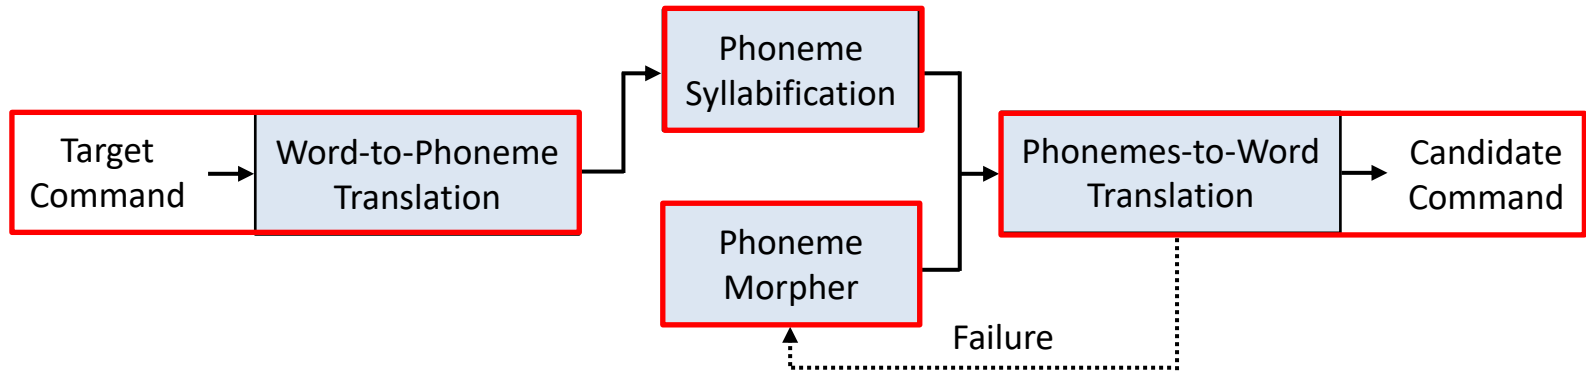 Target
Command
Word-to-Phoneme
Translation
Phoneme
Syllabification
Phoneme
Morpher
Phonemes-to-Word
Translation
Candidate
Command
Failure